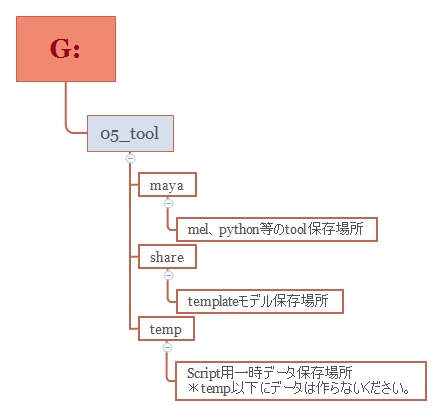 G:
05_tool
maya
mel、python等のtool保存場所
share
templateモデル保存場所
temp
Script用一時データ保存場所
＊temp以下にデータは作らないください。